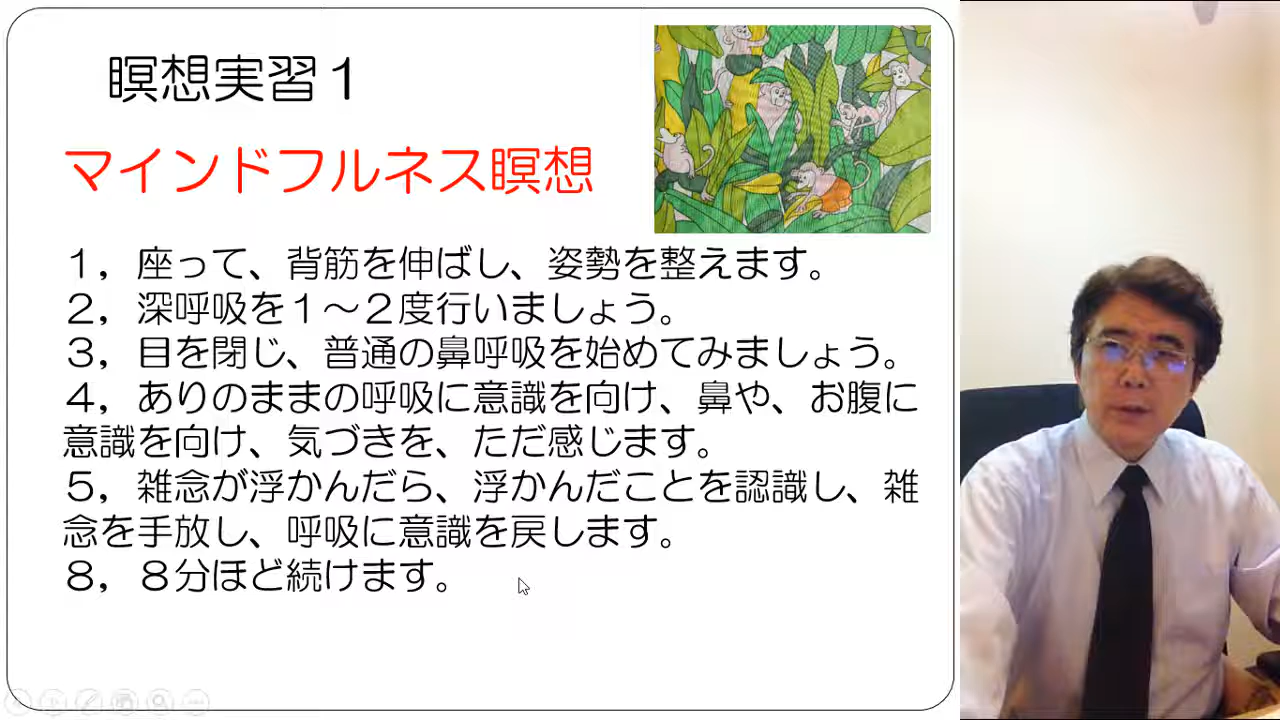 瞑想実習１
マインドフルネス瞑想
１，座って、背筋を伸ばし、姿勢を整えます。
２，深呼吸を１～２度行いましょう。
３，目を閉じ、普通の鼻呼吸を始めてみましょう。
４，ありのままの呼吸に意識を向け、鼻や、お腹に
意識を向け、気づきを、ただ感じます。
５，雑念が浮かんだら、浮かんだことを認識し、雑
念を手放し、呼吸に意識を戻します。
８，８分ほど続けます。